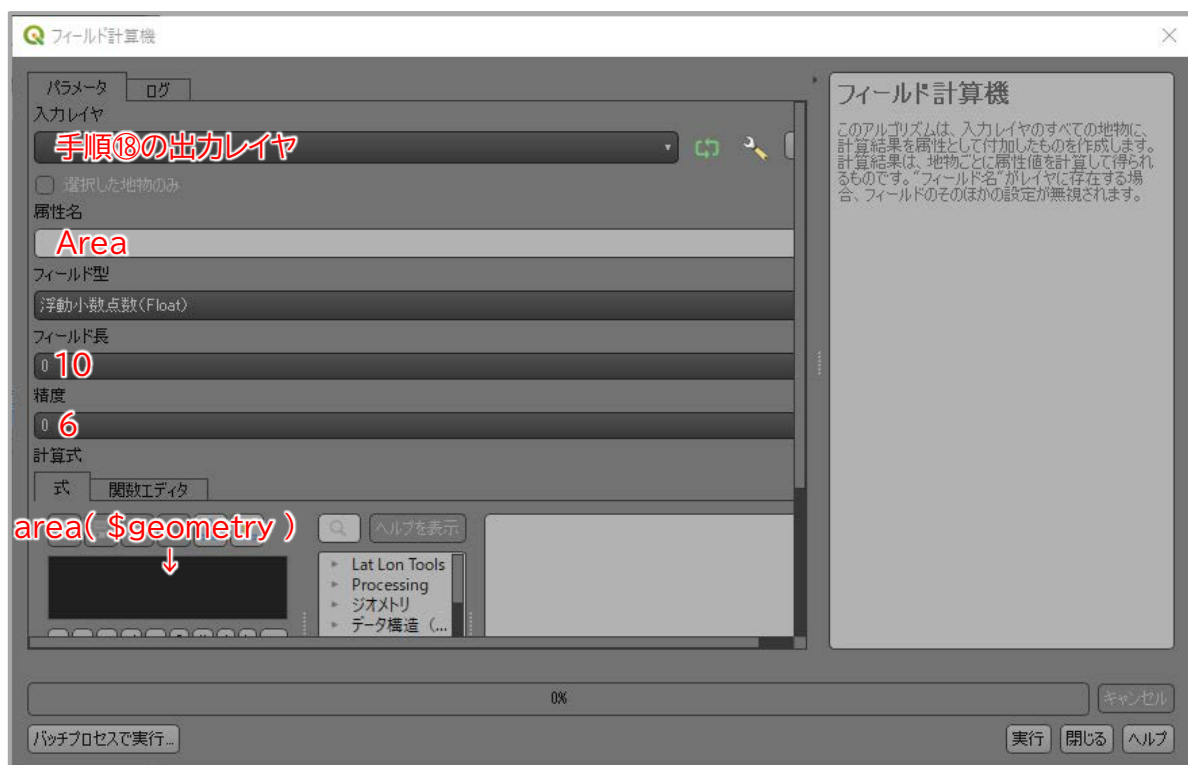 フィールド計算機
パラメータ
ログ
入力レイヤ
手順⑱の出力レイヤ
選択した地物のみ
属性名
Area
フィールド型
浮動小数点数(Float)
フィールド長
0 10
精度
0 6
計算式
式
関数エディタ
area( $geometry )
↓
ヘルプを表示
Lat Lon Tools
Processing
ジオメトリ
データ構造（...
フィールド計算機
このアルゴリズムは、入力レイヤのすべての地物に、
計算結果を属性として付加したものを作成します。
計算結果は、地物ごとに属性値を計算して得られ
るものです。"フィールド名"がレイヤに存在する場
合、フィールドのそのほかの設定が無視されます。
0%
キャンセル
バッチプロセスで実行...
実行
閉じる
ヘルプ